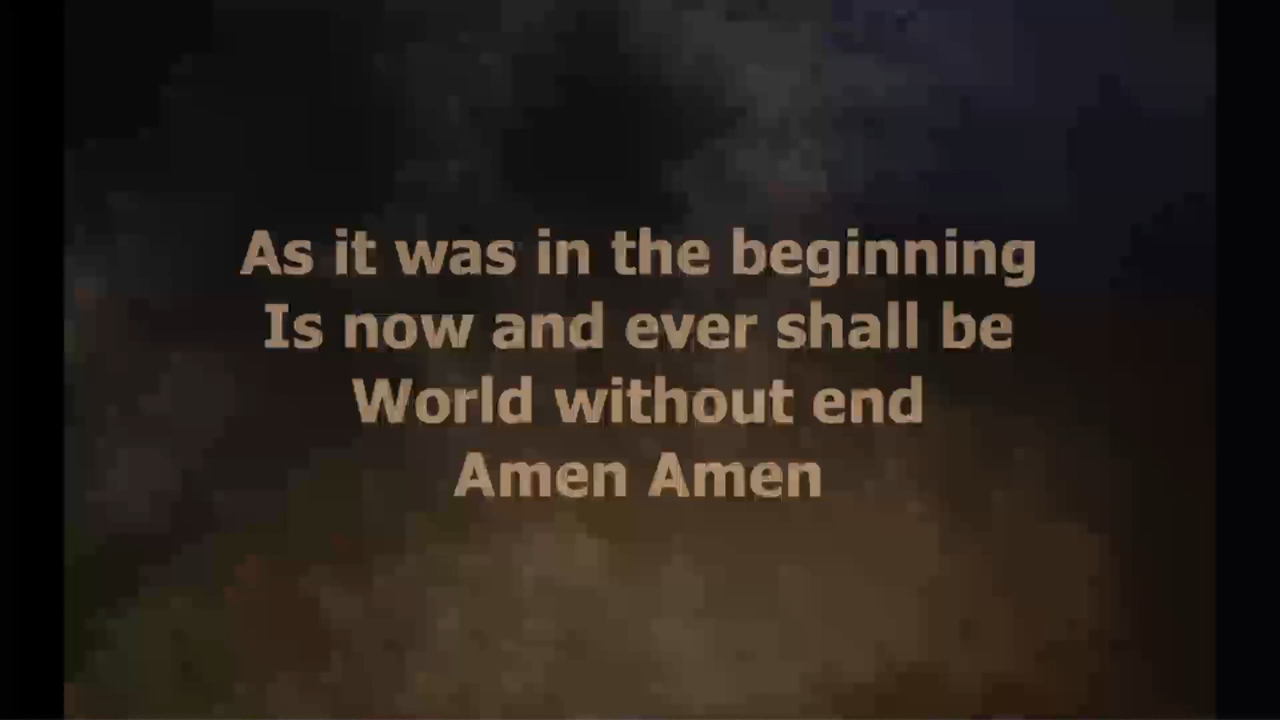 As it was in the beginning
Is now and ever shall be
World without end
Amen Amen